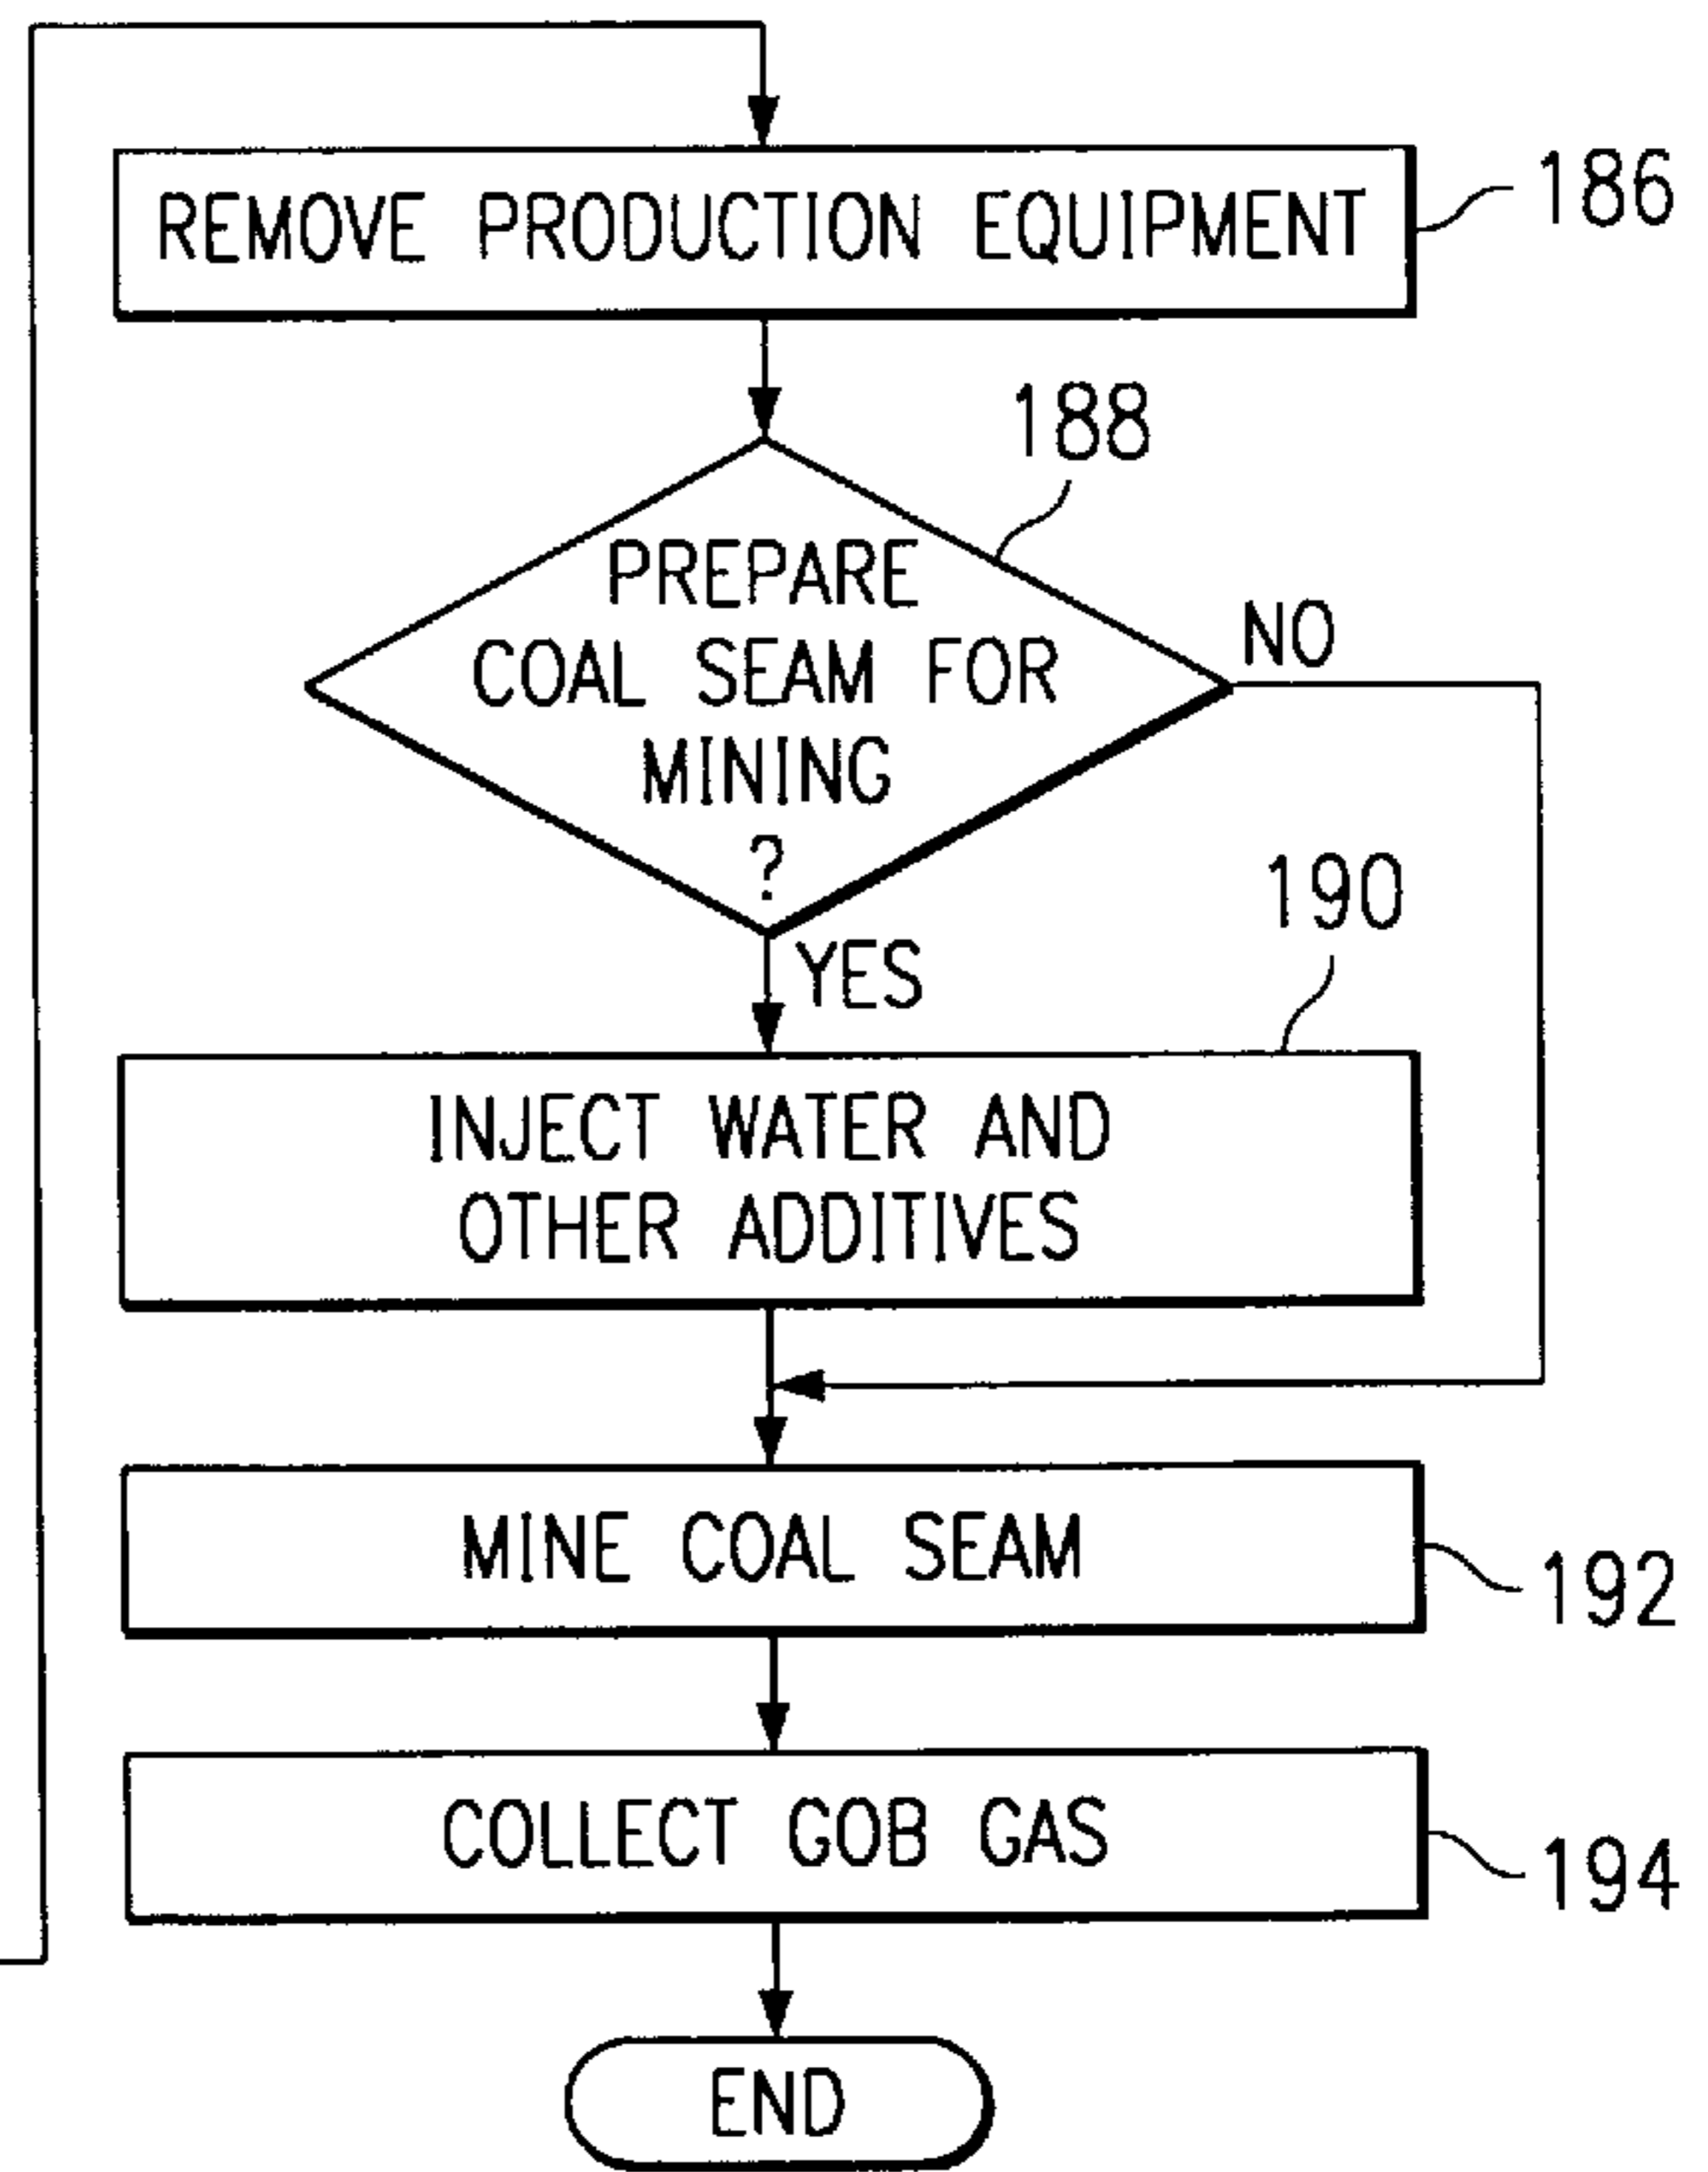 REMOVE PRODUCTION EQUIPMENT
186
188
PREPARE
COAL SEAM FOR
MINING
?
NO
YES
190
INJECT WATER AND
OTHER ADDITIVES
MINE COAL SEAM
192
COLLECT GOB GAS
194
END